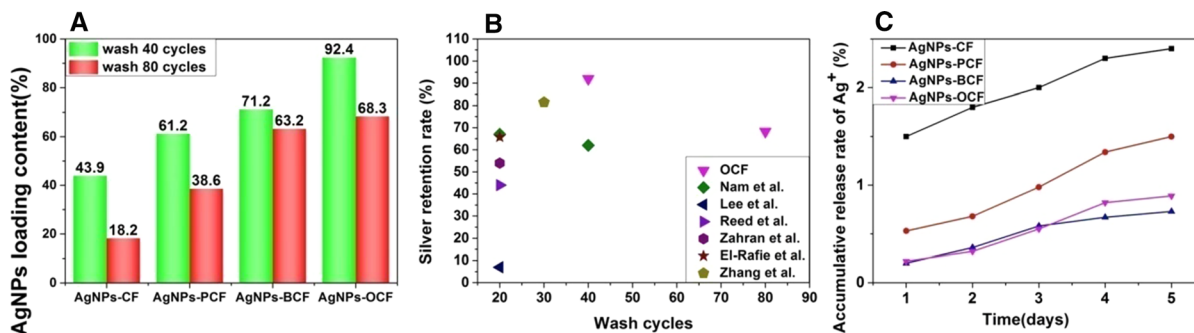 A
AgNPs loading content(%)
100
80
60
40
20
0
wash 40 cycles
wash 80 cycles
43.9
18.2
61.2
38.6
71.2
63.2
92.4
68.3
AgNPs-CF
AgNPs-PCF
AgNPs-BCF
AgNPs-OCF
B
Silver retention rate (%)
110
100
90
80
70
60
50
40
30
20
10
0
OCF
Nam et al.
Lee et al.
Reed et al.
Zahran et al.
El-Rafie et al.
Zhang et al.
20
30
40
50
60
70
80
90
Wash cycles
C
Accumulative release rate of Ag⁺ (%)
2
1
0
AgNPs-CF
AgNPs-PCF
AgNPs-BCF
AgNPs-OCF
1
2
3
4
5
Time(days)